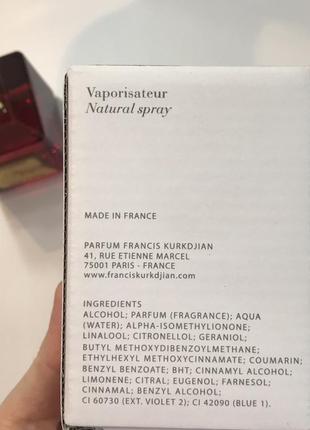 Vaporisateur
Natural spray
MADE IN FRANCE
PARFUM FRANCIS KURKDJIAN
41, RUE ETIENNE MARCEL
75001 PARIS - FRANCE
www.franciskurkdjian.com
INGREDIENTS
ALCOHOL; PARFUM (FRAGRANCE); AQUA
(WATER); ALPHA-ISOMETHYLIONONE;
LINALOOL; CITRONELLOL; GERANIOL;
BUTYL METHOXYDIBENZOYLMETHANE;
ETHYLHEXYL METHOXYCINNAMATE; COUMARIN;
BENZYL BENZOATE; BHT; CINNAMYL ALCOHOL;
LIMONENE; CITRAL; EUGENOL; FARNESOL;
CINNAMAL; BENZYL ALCOHOL;
CI 60730 (EXT. VIOLET 2); CI 42090 (BLUE 1).